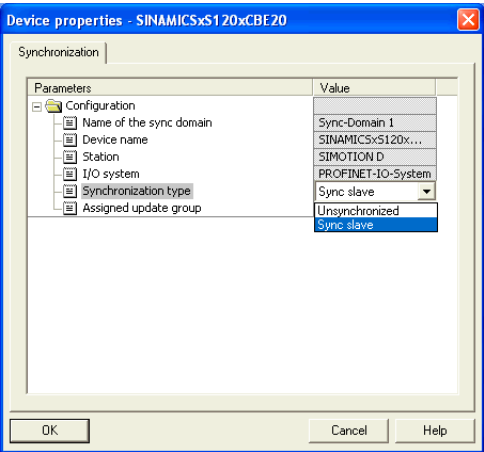 Device properties - SINAMICSxS120xCBE20
Synchronization
Parameters Value
Configuration
Name of the sync domain Sync-Domain 1
Device name SINAMICSxS120x...
Station SIMOTION D
I/O system PROFINET-IO-System
Synchronization type Sync slave
Assigned update group Unsynchronized
Sync slave
OK Cancel Help